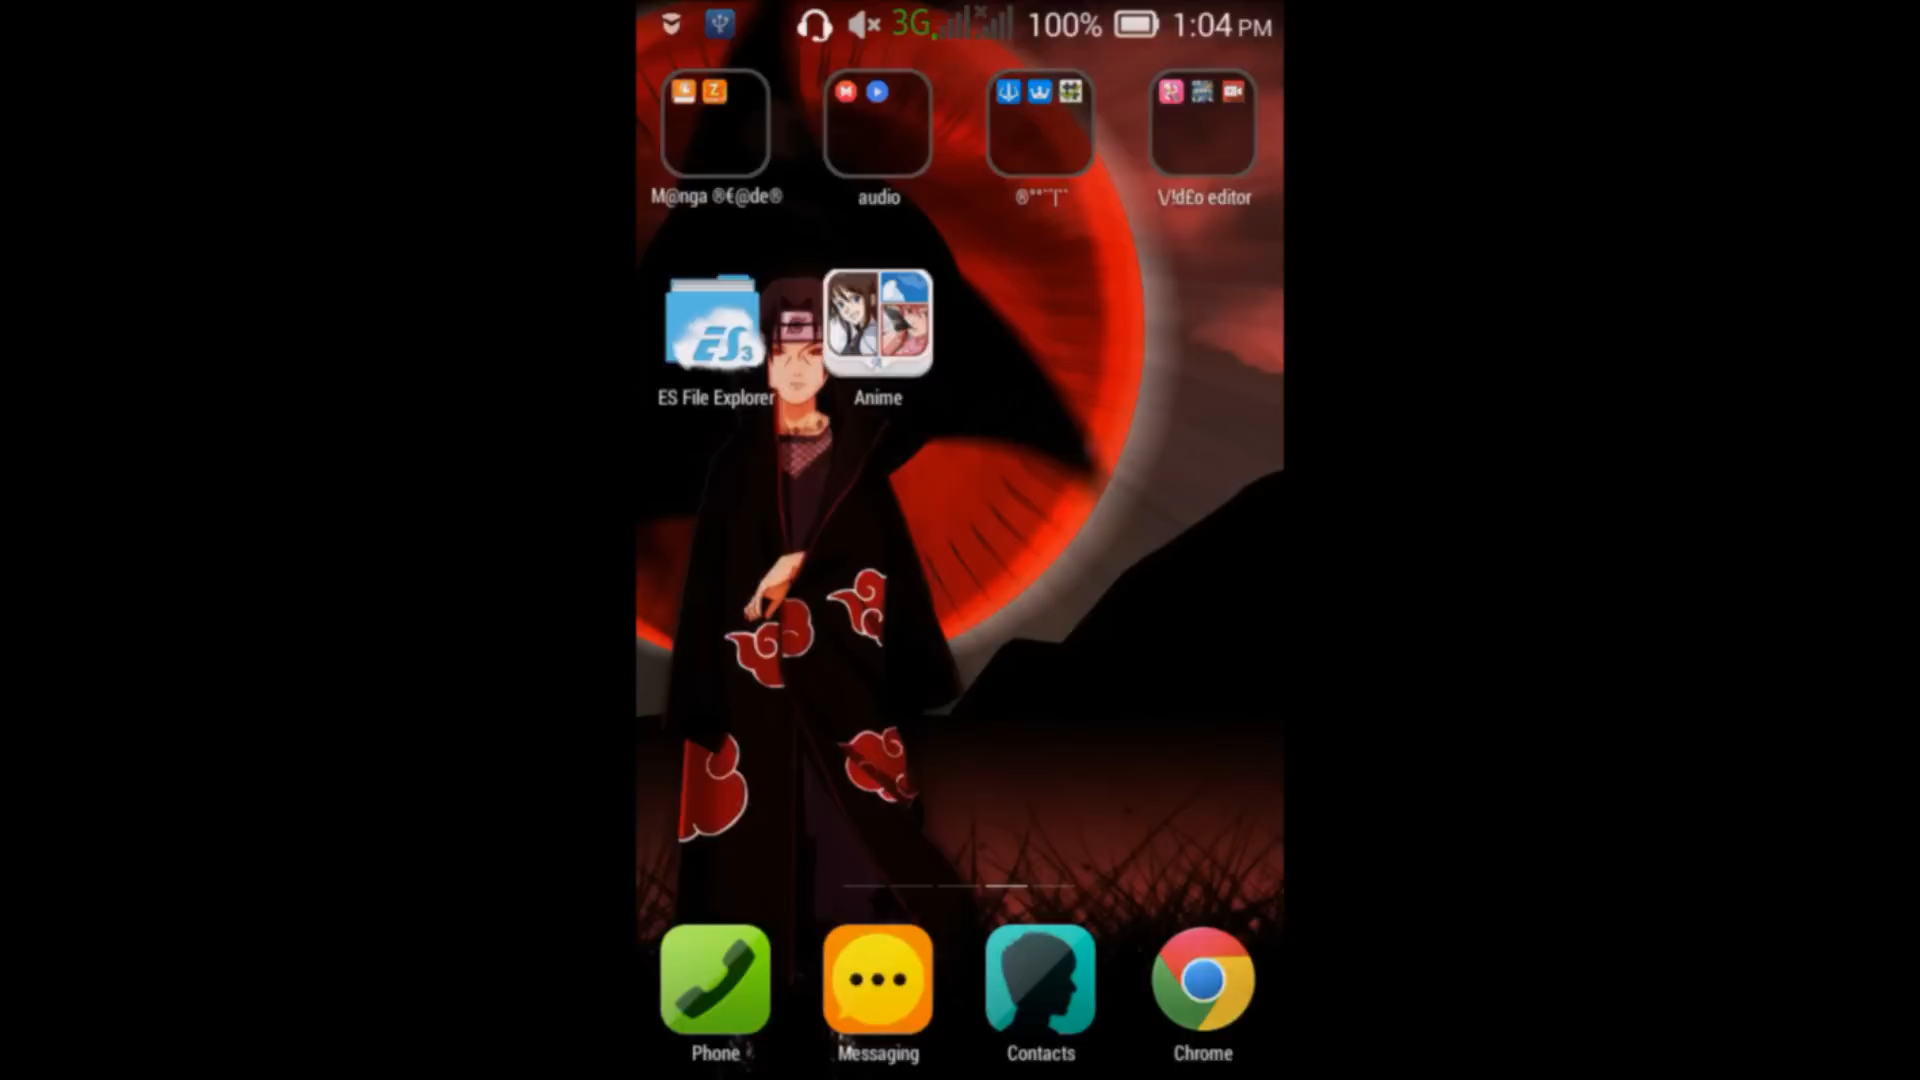 3G 100% 1:04 PM
M@nga ®€@de® audio ®°°¯|¯ \/!d£o editor
ES File Explorer Anime
Phone Messaging Contacts Chrome